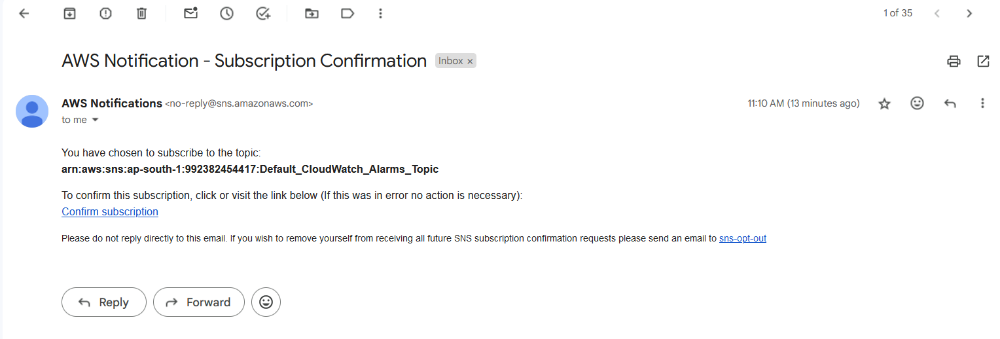 1 of 35
AWS Notification - Subscription Confirmation Inbox ×
AWS Notifications <no-reply@sns.amazonaws.com> 11:10 AM (13 minutes ago)
to me
You have chosen to subscribe to the topic:
arn:aws:sns:ap-south-1:992382454417:Default_CloudWatch_Alarms_Topic
To confirm this subscription, click or visit the link below (If this was in error no action is necessary):
Confirm subscription
Please do not reply directly to this email. If you wish to remove yourself from receiving all future SNS subscription confirmation requests please send an email to sns-opt-out
Reply Forward